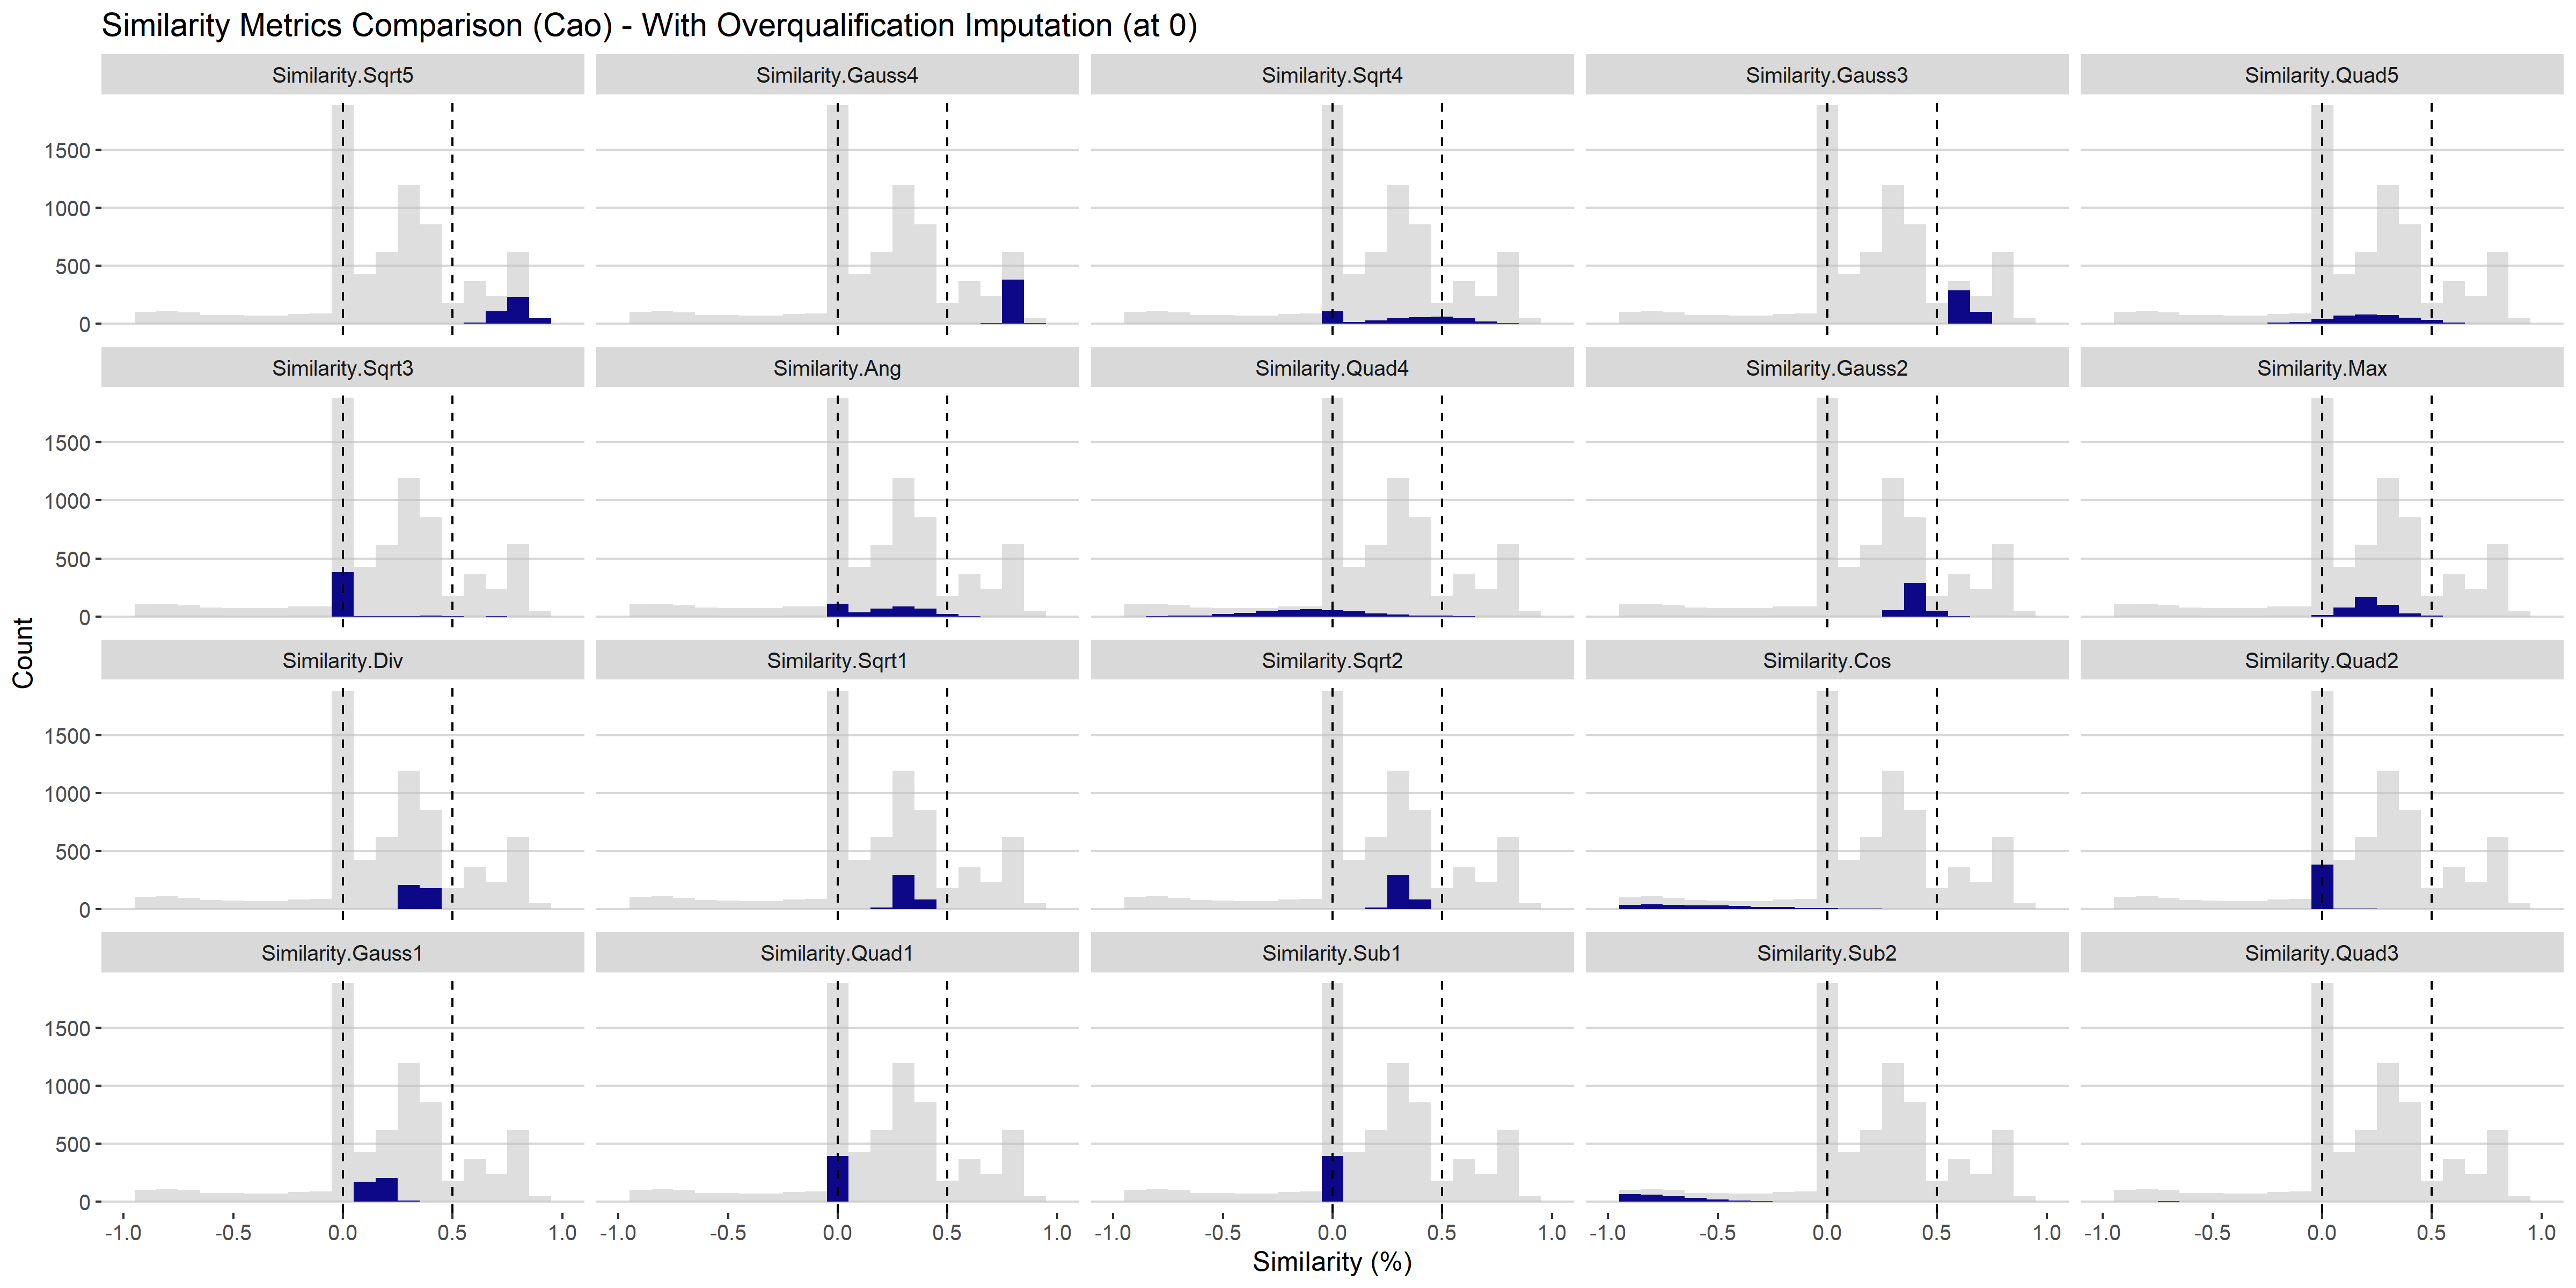 Similarity Metrics Comparison (Cao) - With Overqualification Imputation (at 0)
Similarity.Sqrt5
Similarity.Gauss4
Similarity.Sqrt4
Similarity.Gauss3
Similarity.Quad5
1500
1000
500
0
Similarity.Sqrt3
Similarity.Ang
Similarity.Quad4
Similarity.Gauss2
Similarity.Max
1500
1000
500
0
Count
Similarity.Div
Similarity.Sqrt1
Similarity.Sqrt2
Similarity.Cos
Similarity.Quad2
1500
1000
500
0
Similarity.Gauss1
Similarity.Quad1
Similarity.Sub1
Similarity.Sub2
Similarity.Quad3
1500
1000
500
0
-1.0 -0.5 0.0 0.5 1.0
-1.0 -0.5 0.0 0.5 1.0
-1.0 -0.5 0.0 0.5 1.0
-1.0 -0.5 0.0 0.5 1.0
-1.0 -0.5 0.0 0.5 1.0
Similarity (%)